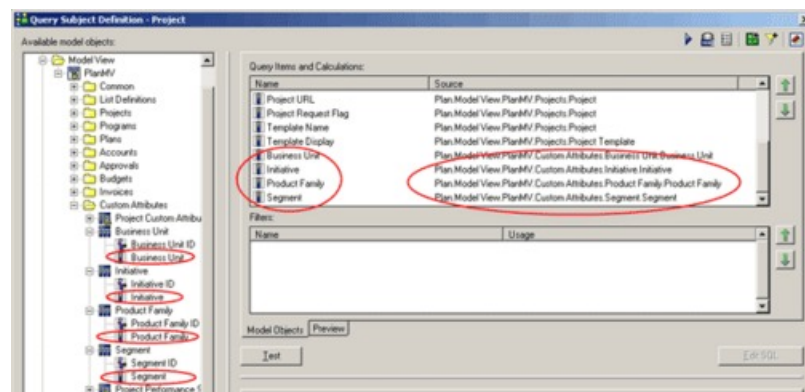 Query Subject Definition - Project
Available model objects:
Model View
PlanMV
Common
List Definitions
Projects
Programs
Plans
Accounts
Approvals
Budgets
Invoices
Custom Attributes
Project Custom Attribu
Business Unit
Business Unit ID
Business Unit
Initiative
Initiative ID
Initiative
Product Family
Product Family ID
Product Family
Segment
Segment ID
Segment
Project Performance S
Query Items and Calculations:
Name Source
Project URL Plan.Model View.PlanMV.Projects.Project
Project Request Flag Plan.Model View.PlanMV.Projects.Project
Template Name Plan.Model View.PlanMV.Projects.Project
Template Display Plan.Model View.PlanMV.Projects.Project Template
Business Unit Plan.Model View.PlanMV.Custom Attributes.Business Unit.Business Unit
Initiative Plan.Model View.PlanMV.Custom Attributes.Initiative.Initiative
Product Family Plan.Model View.PlanMV.Custom Attributes.Product Family.Product Family
Segment Plan.Model View.PlanMV.Custom Attributes.Segment.Segment
Filters:
Name Usage
Model Objects Preview
Test Edit SQL